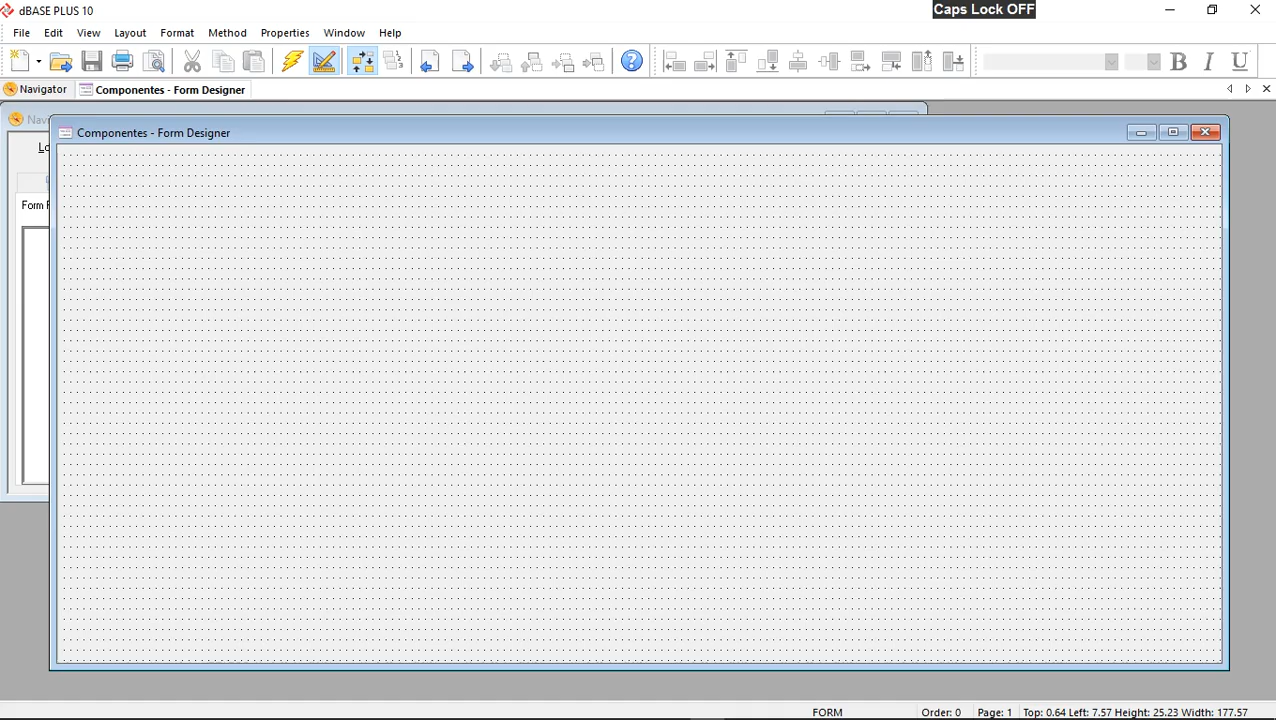 Caps Lock OFF
dBASE PLUS 10
File Edit View Layout Format Method Window Properties Window Help
Navigator Componentes - Form Designer
Nav
Componentes - Form Designer
Lo
Form F
B I U
FORM Order: 0 Page: 1 Top: 0.64 Left: 7.57 Height: 25.23 Width: 177.57